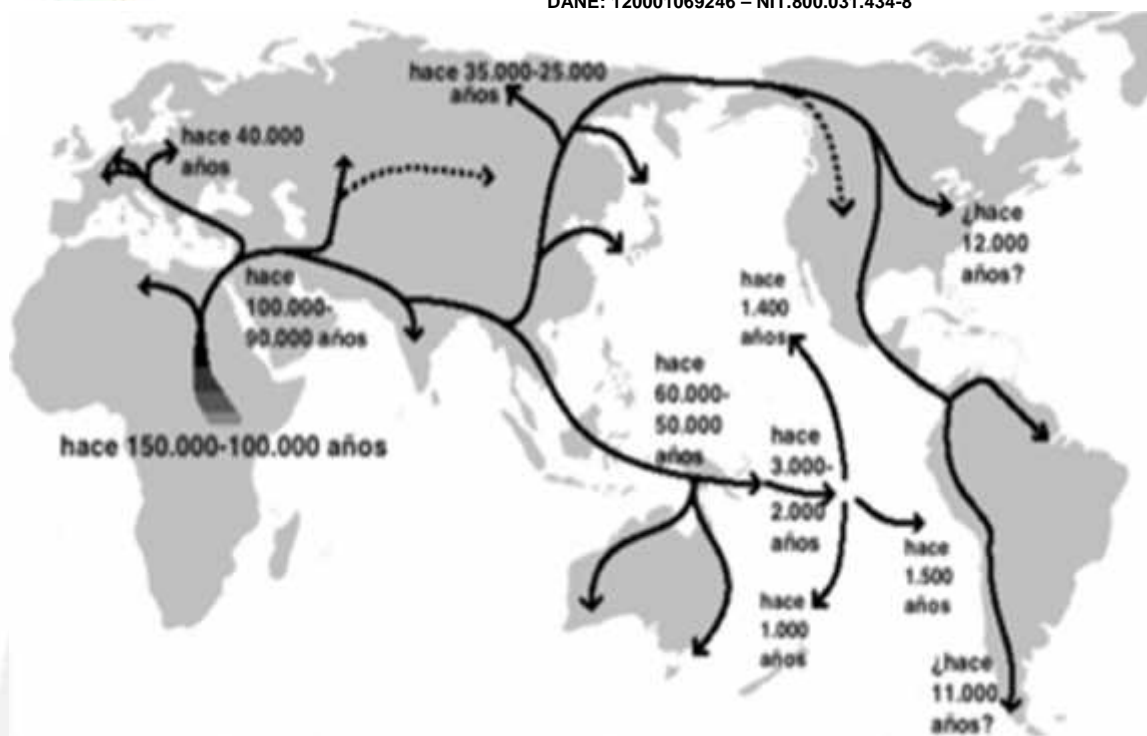 DANE: 120001069246 – NIT.800.031.434-8
hace 35.000-25.000
años
hace 40.000
años
¿hace
12.000
años?
hace
100.000-
90.000 años
hace
1.400
años
hace
60.000-
50.000
años
hace 150.000-100.000 años
hace
3.000-
2.000
años
hace
1.500
años
hace
1.000
años
¿hace
11.000
años?